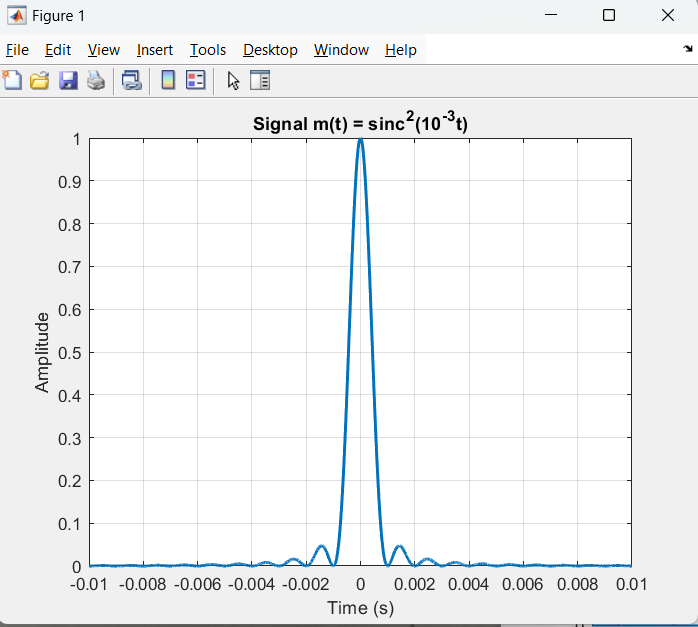 Figure 1
File Edit View Insert Tools Desktop Window Help
Signal m(t) = sinc²(10⁻³t)
1
0.9
0.8
0.7
0.6
0.5
0.4
0.3
0.2
0.1
0
Amplitude
-0.01 -0.008 -0.006 -0.004 -0.002 0 0.002 0.004 0.006 0.008 0.01
Time (s)